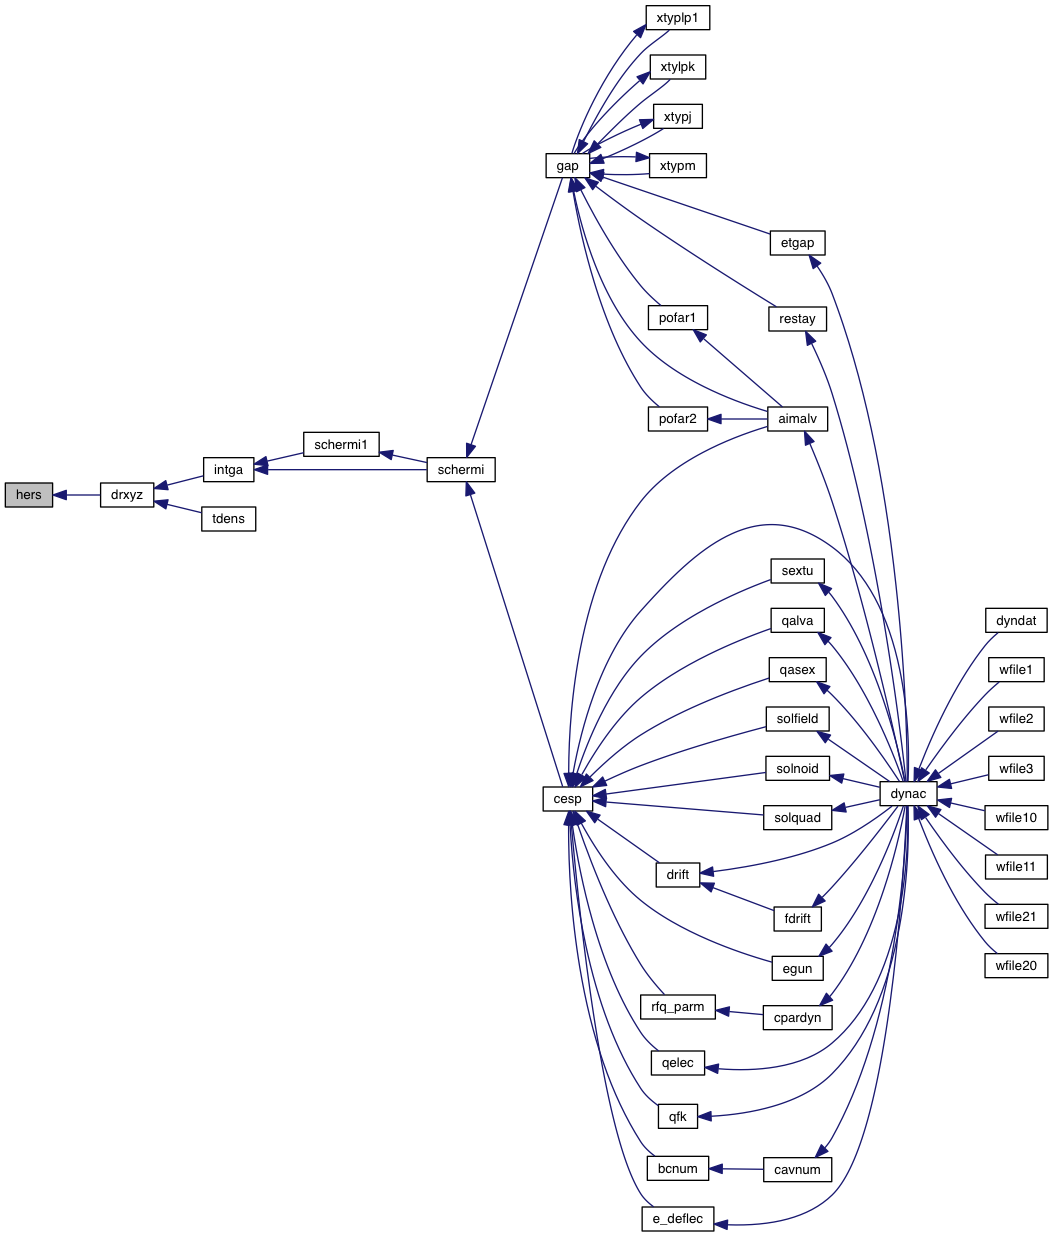 xtyplp1
xtylpk
xtypj
gap
xtypm
etgap
pofar1
restay
pofar2
aimalv
schermi1
intga
schermi
hers
drxyz
tdens
sextu
qalva
dyndat
qasex
wfile1
solfield
wfile2
solnoid
wfile3
cesp
dynac
solquad
wfile10
drift
wfile11
fdrift
wfile21
egun
wfile20
rfq_parm
cpardyn
qelec
qfk
bcnum
cavnum
e_deflec